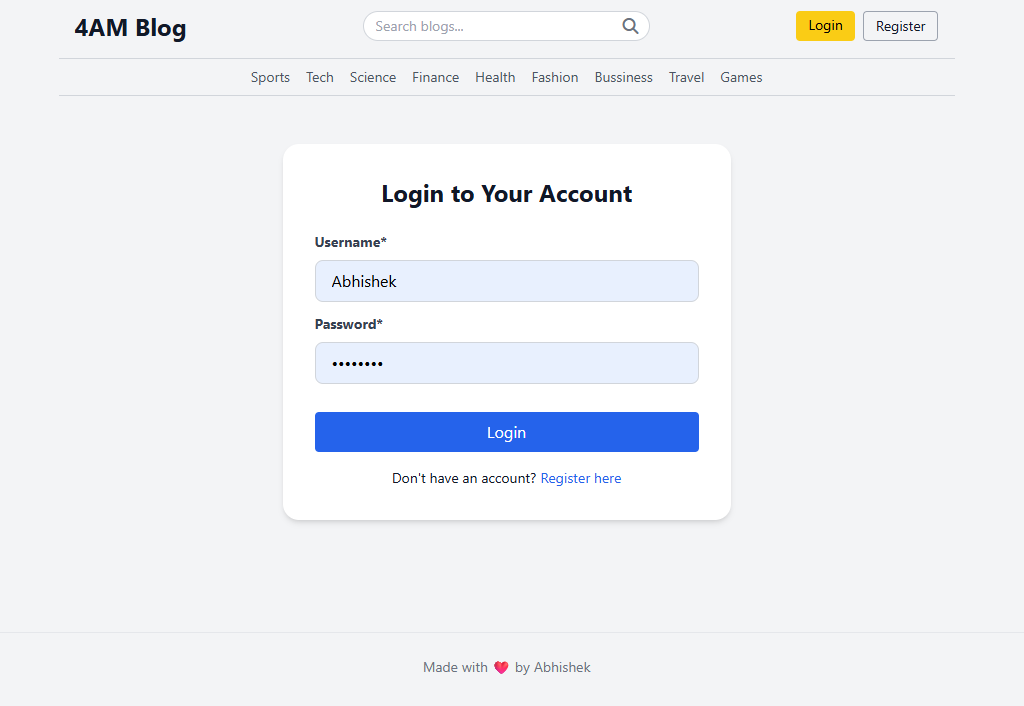 4AM Blog
Search blogs...
Login
Register
Sports Tech Science Finance Health Fashion Bussiness Travel Games
Login to Your Account
Username*
Abhishek
Password*
••••••••
Login
Don't have an account? Register here
Made with ❤️ by Abhishek